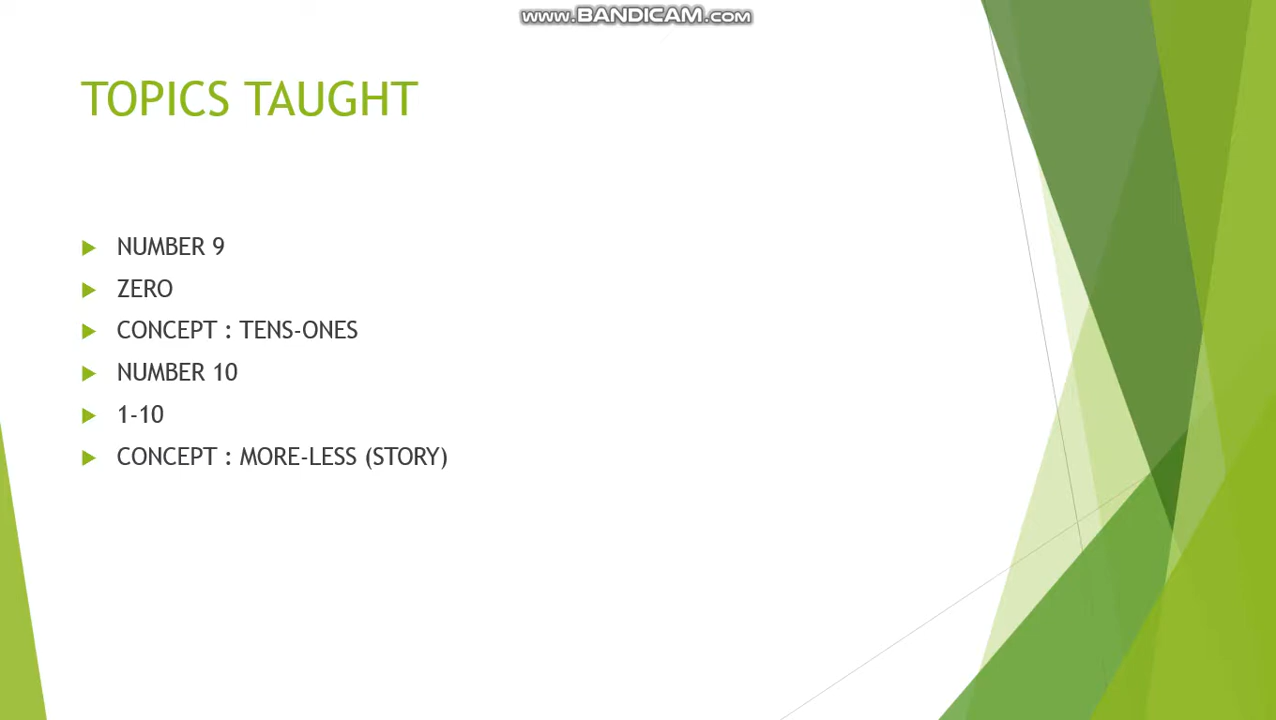 www.BANDICAM.com
TOPICS TAUGHT
NUMBER 9
ZERO
CONCEPT : TENS-ONES
NUMBER 10
1-10
CONCEPT : MORE-LESS (STORY)